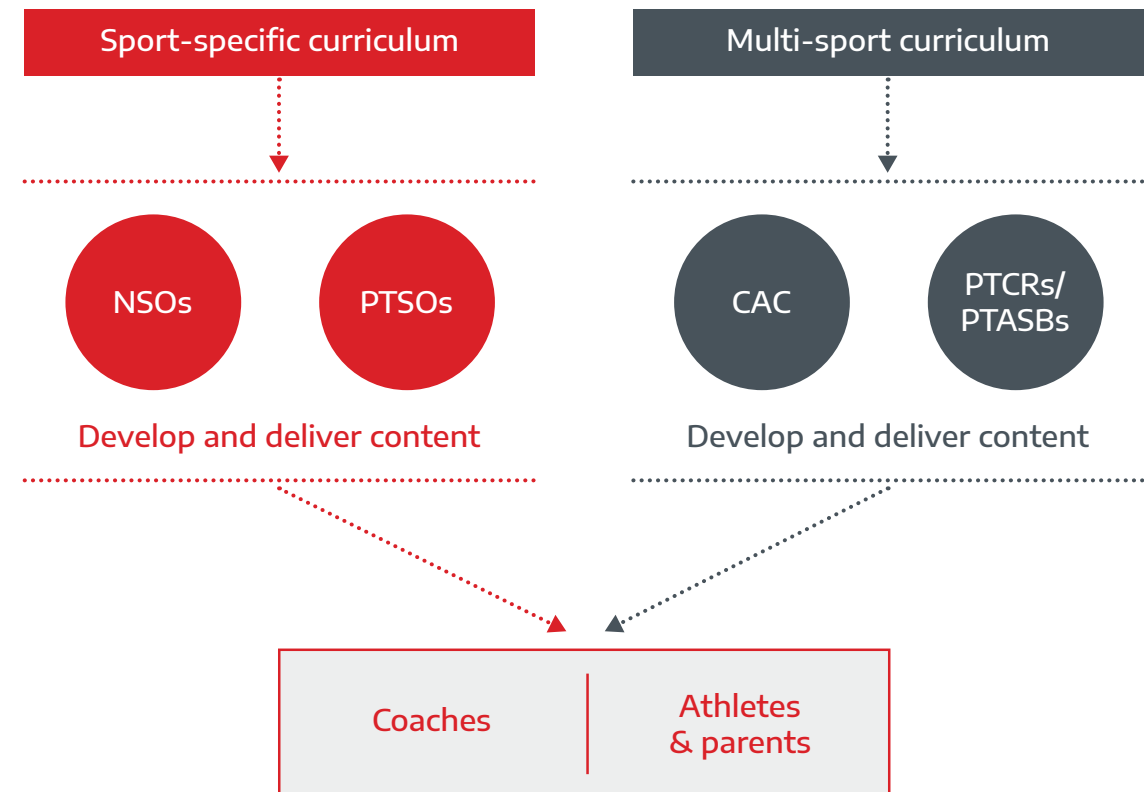 Sport-specific curriculum
Multi-sport curriculum
NSOs
PTSOs
CAC
PTCRs/
PTASBs
Develop and deliver content
Develop and deliver content
Coaches
Athletes
& parents